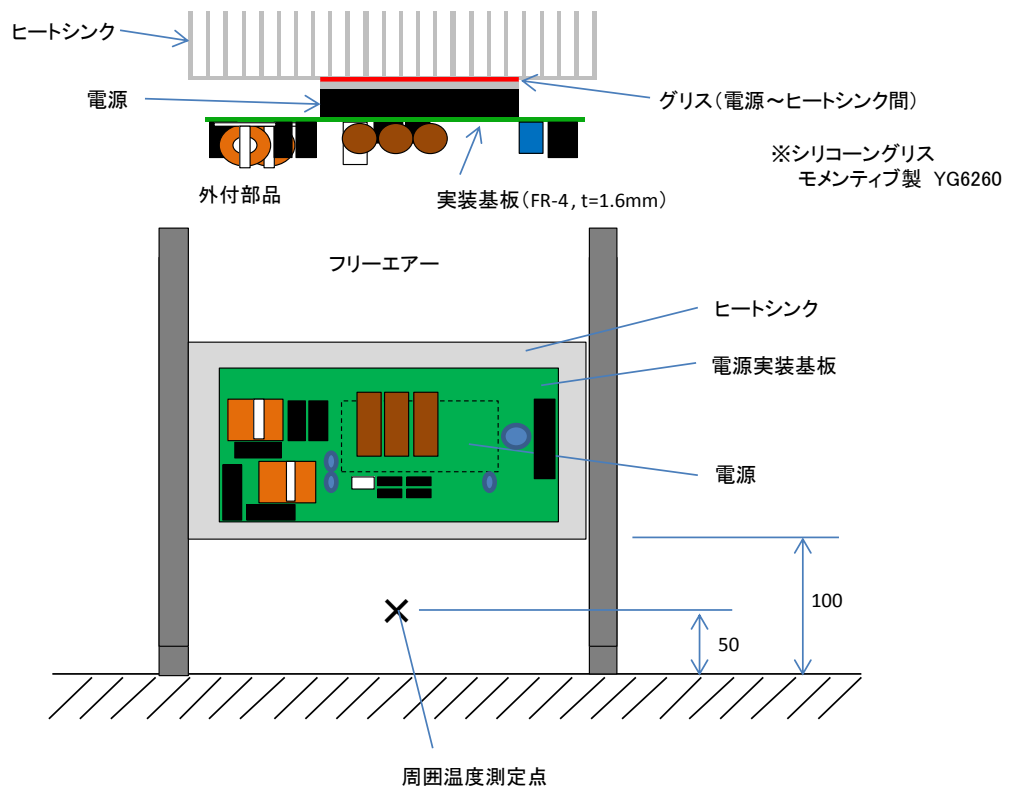 ヒートシンク
電源
グリス(電源～ヒートシンク間)
※シリコーングリス
モメンティブ製 YG6260
外付部品
実装基板(FR-4, t=1.6mm)
フリーエアー
ヒートシンク
電源実装基板
電源
100
50
周囲温度測定点